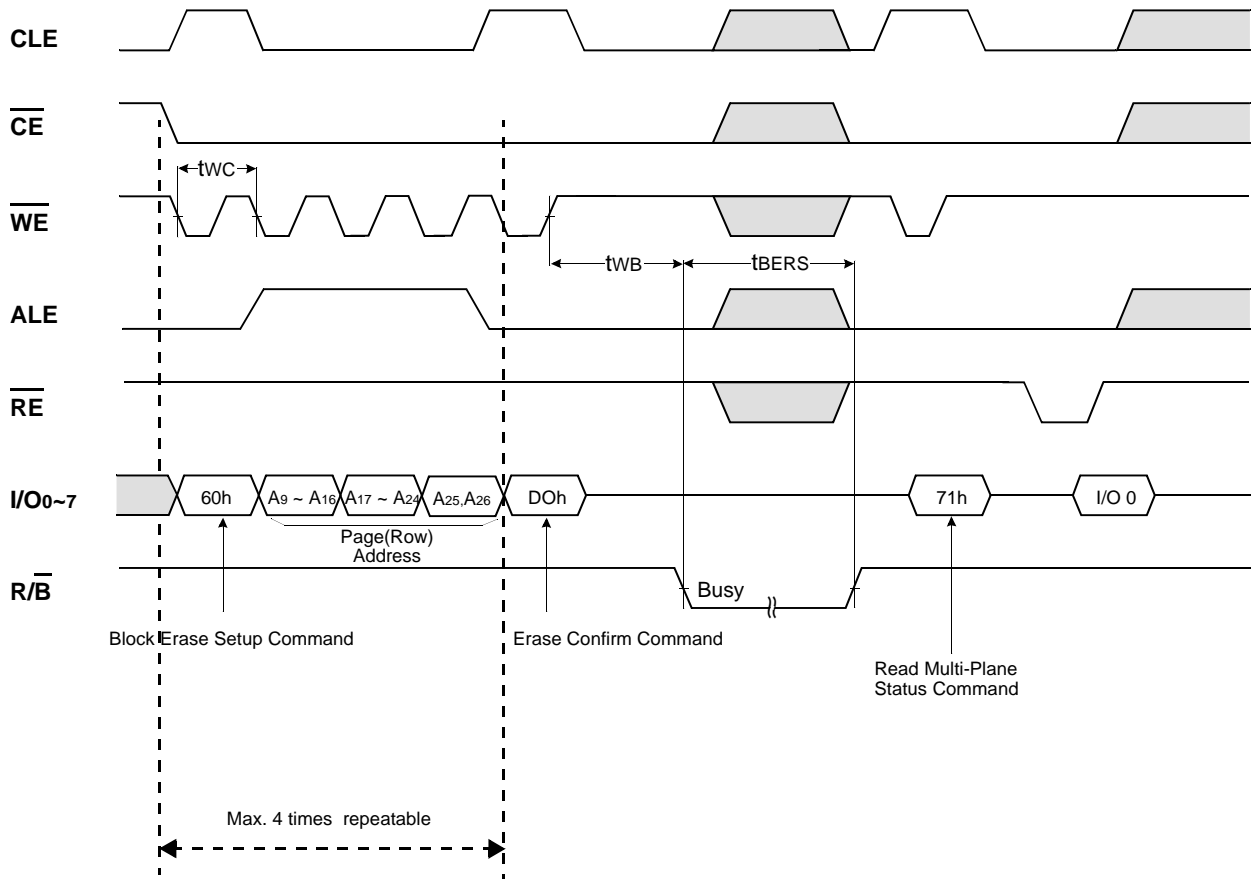 CLE
CE
tWC
WE
tWB
tBERS
ALE
RE
I/O0~7
60h
A9 ~ A16
A17 ~ A24
A25,A26
DOh
71h
I/O 0
Page(Row)
Address
R/B
Busy
Block Erase Setup Command
Erase Confirm Command
Read Multi-Plane
Status Command
Max. 4 times repeatable